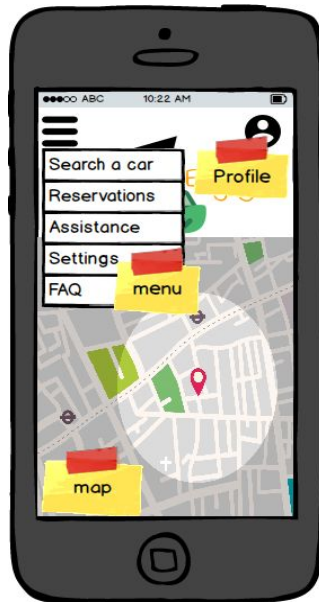 ABC 10:22 AM
Search a car
Profile
Reservations
Assistance
Settings
menu
FAQ
map